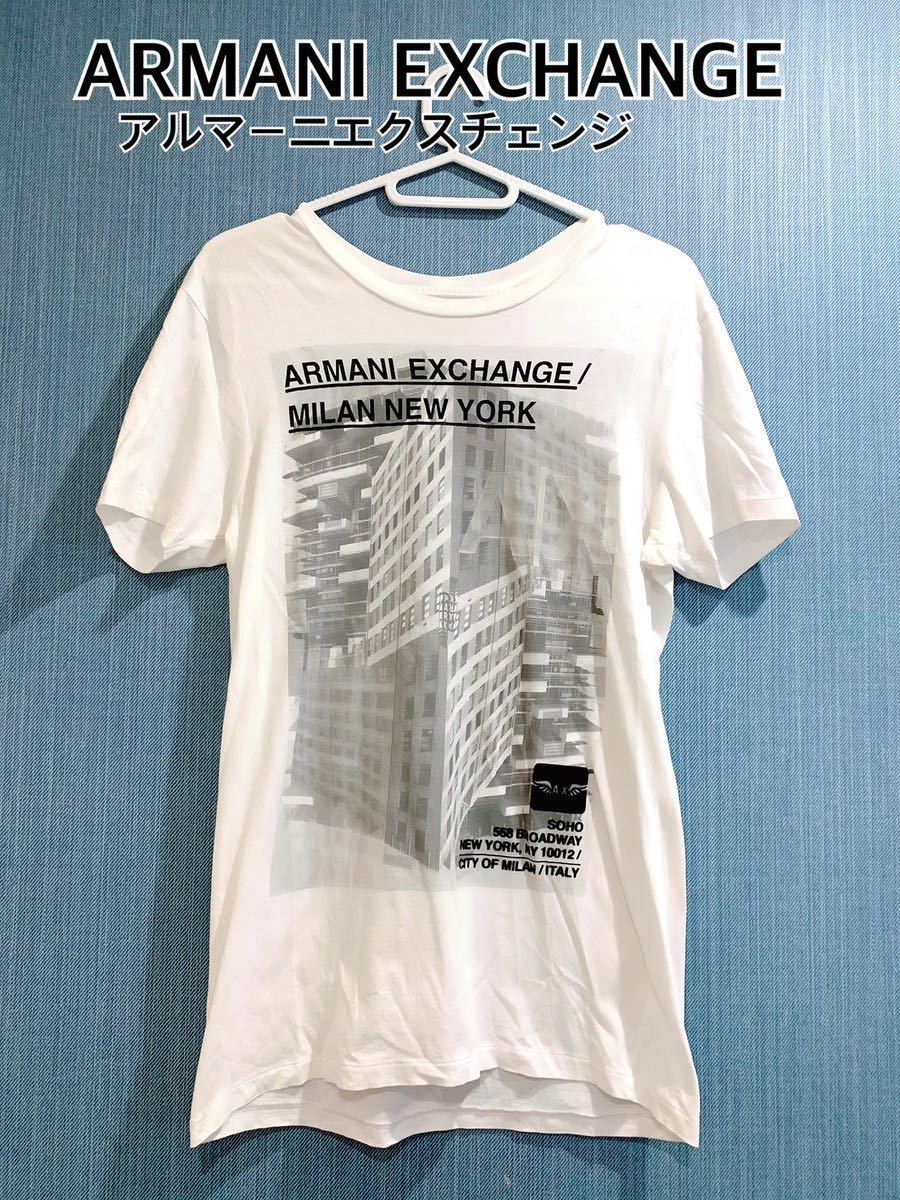 ARMANI EXCHANGE
アルマーニエクスチェンジ
ARMANI EXCHANGE/
MILAN NEW YORK
AN
AX
SOHO
568 BROADWAY
NEW YORK, NY 10012/
CITY OF MILAN/ITALY